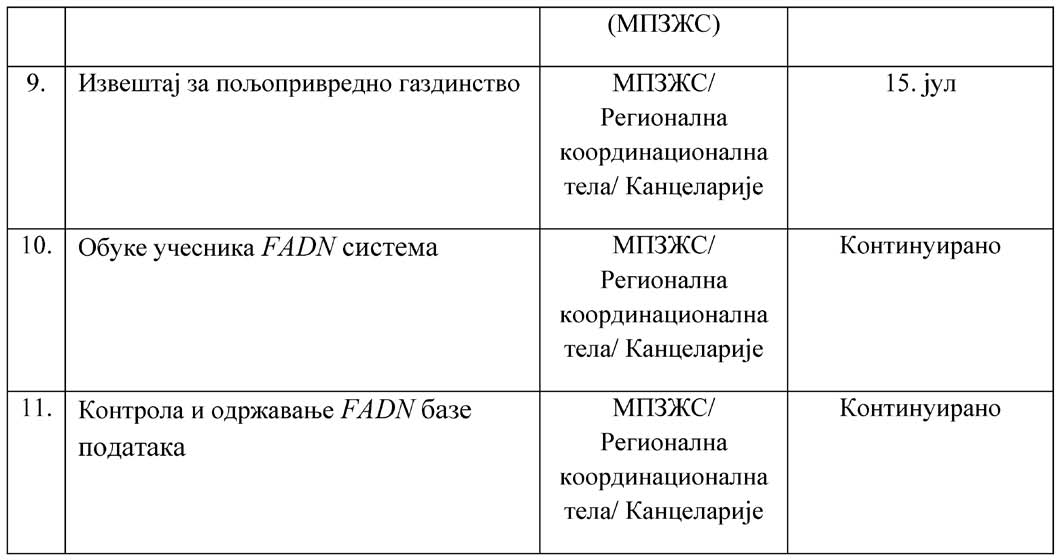 (МПЗЖС)
9. Извештај за пољопривредно газдинство МПЗЖС/ 15. јул
Регионална
координационална
тела/ Канцеларије
10. Обуке учесника FADN система МПЗЖС/ Континуирано
Регионална
координационална
тела/ Канцеларије
11. Контрола и одржавање FADN базе МПЗЖС/ Континуирано
података Регионална
координационална
тела/ Канцеларије